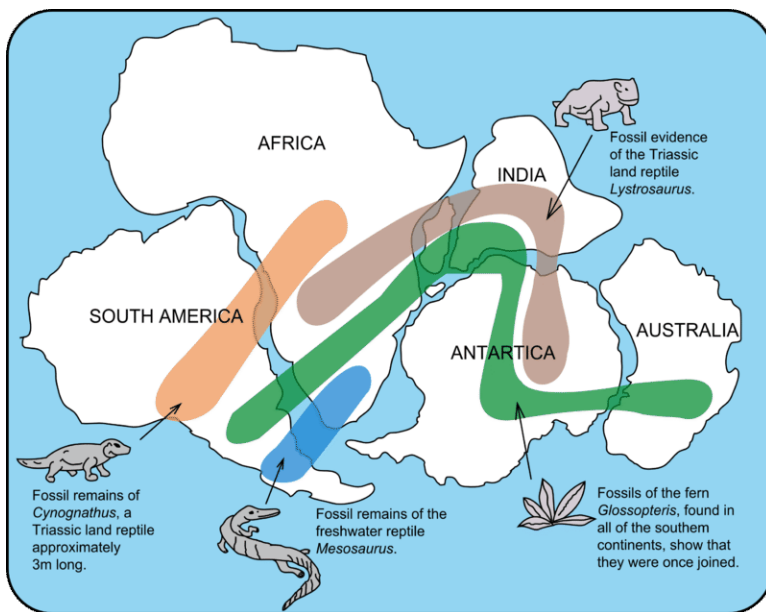 AFRICA
INDIA
Fossil evidence
of the Triassic
land reptile
Lystrosaurus.
SOUTH AMERICA
ANTARTICA
AUSTRALIA
Fossil remains of
Cynognathus, a
Triassic land reptile
approximately
3m long.
Fossil remains of the
freshwater reptile
Mesosaurus.
Fossils of the fern
Glossopteris, found in
all of the southern
continents, show that
they were once joined.